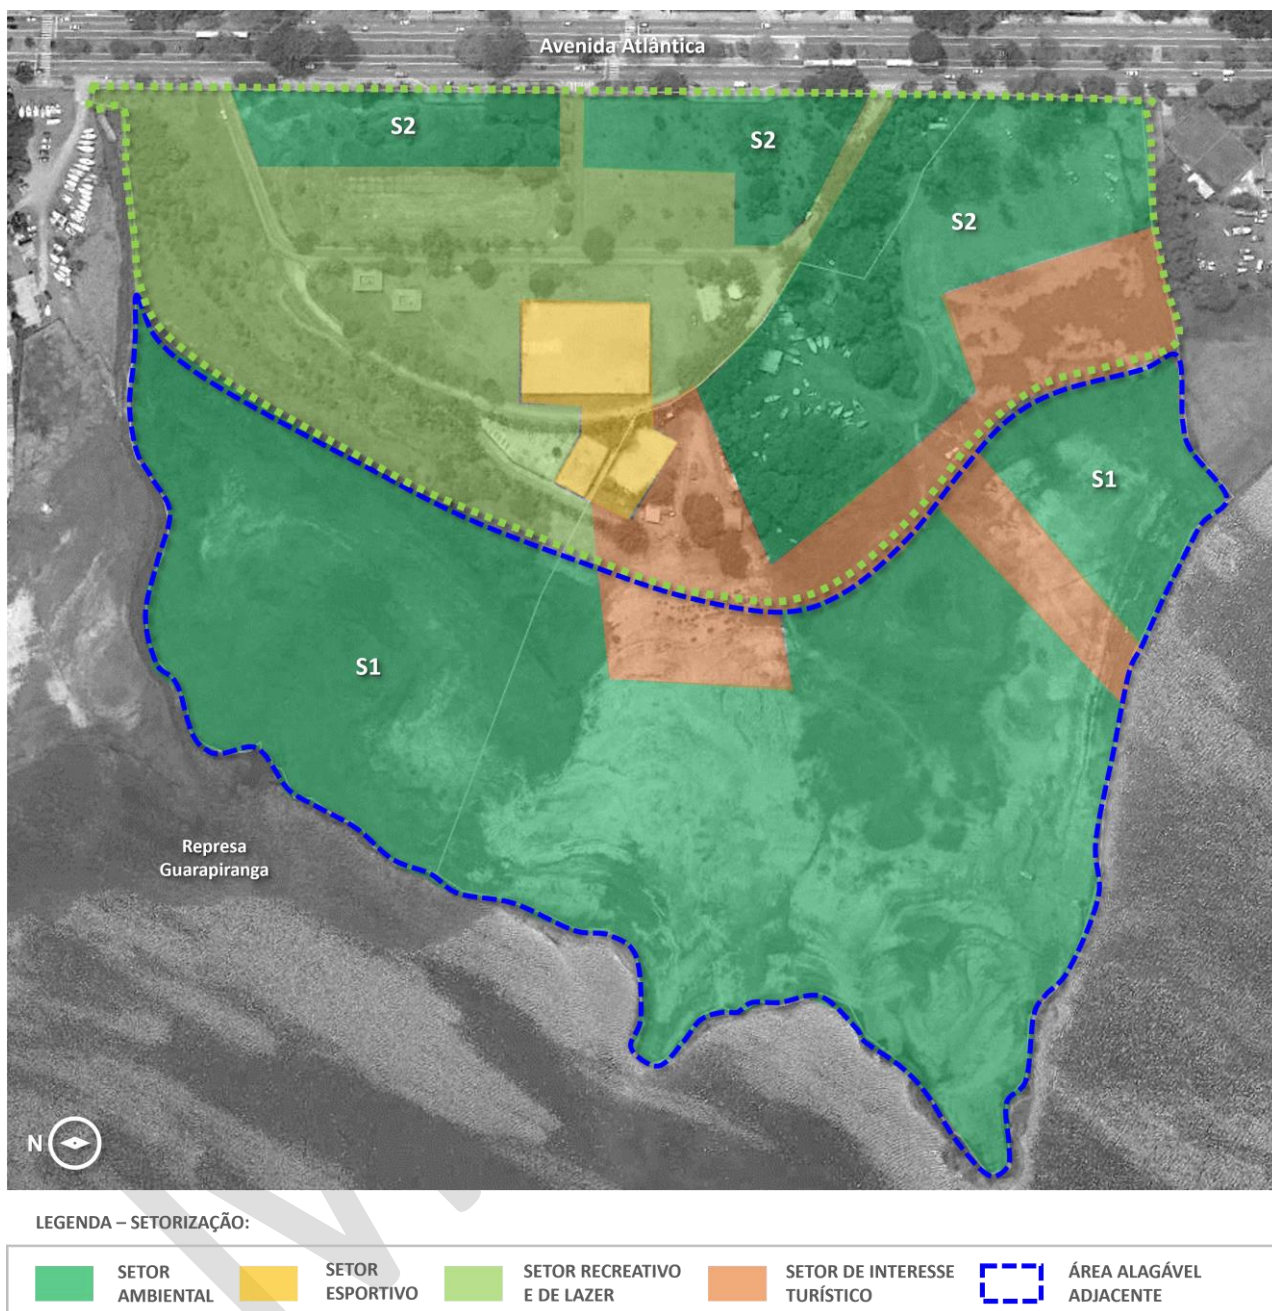 Avenida Atlântica
S2
S2
S2
S1
S1
Represa
Guarapiranga
N
LEGENDA – SETORIZAÇÃO:
SETOR
AMBIENTAL
SETOR
ESPORTIVO
SETOR RECREATIVO
E DE LAZER
SETOR DE INTERESSE
TURÍSTICO
ÁREA ALAGÁVEL
ADJACENTE